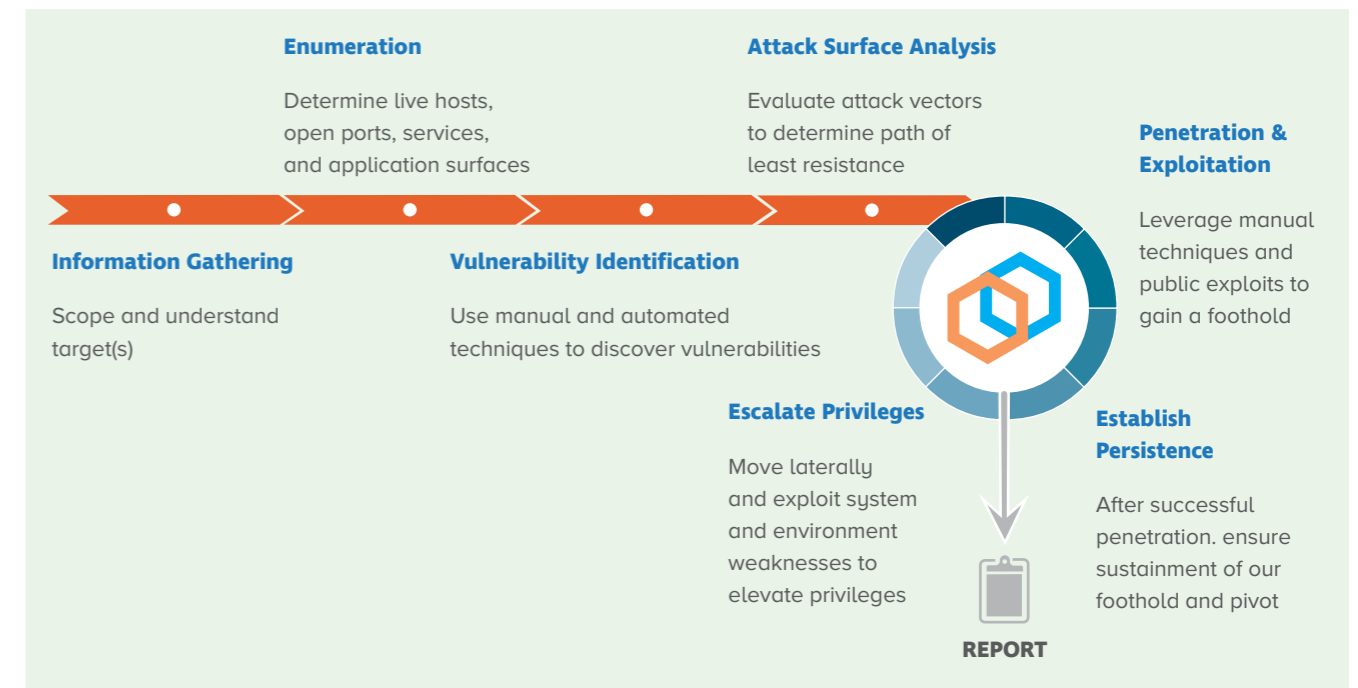 Enumeration
Determine live hosts,
open ports, services,
and application surfaces
Attack Surface Analysis
Evaluate attack vectors
to determine path of
least resistance
Penetration &
Exploitation
Leverage manual
techniques and
public exploits to
gain a foothold
Information Gathering
Scope and understand
target(s)
Vulnerability Identification
Use manual and automated
techniques to discover vulnerabilities
Escalate Privileges
Move laterally
and exploit system
and environment
weaknesses to
elevate privileges
Establish
Persistence
After successful
penetration. ensure
sustainment of our
foothold and pivot
REPORT